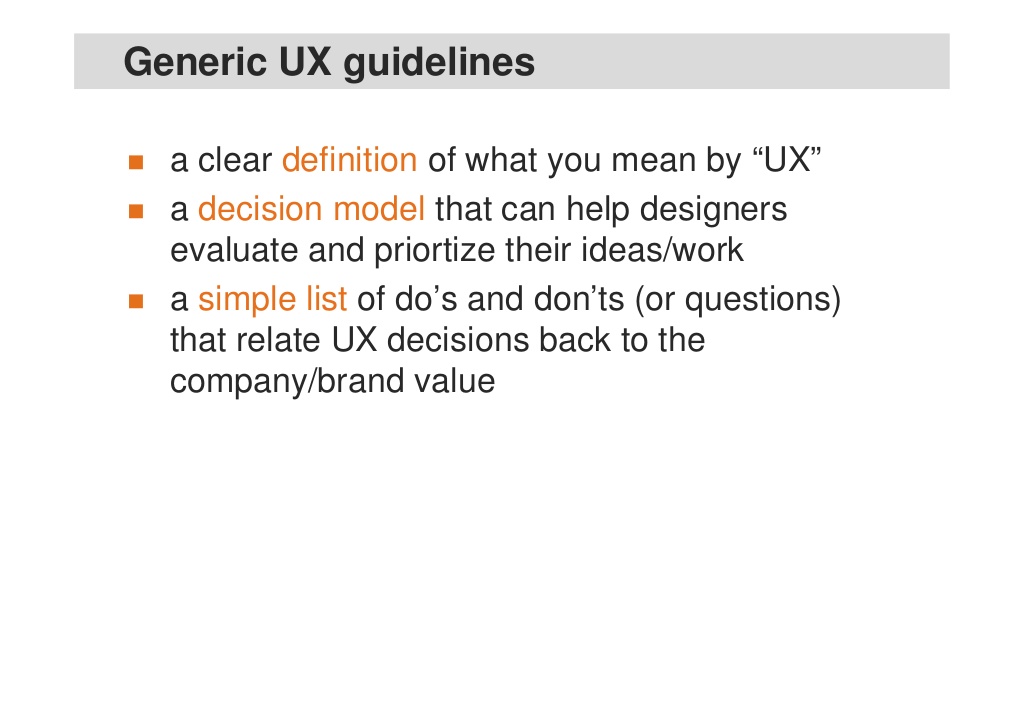 Generic UX guidelines
a clear definition of what you mean by “UX”
a decision model that can help designers
evaluate and priortize their ideas/work
a simple list of do’s and don’ts (or questions)
that relate UX decisions back to the
company/brand value